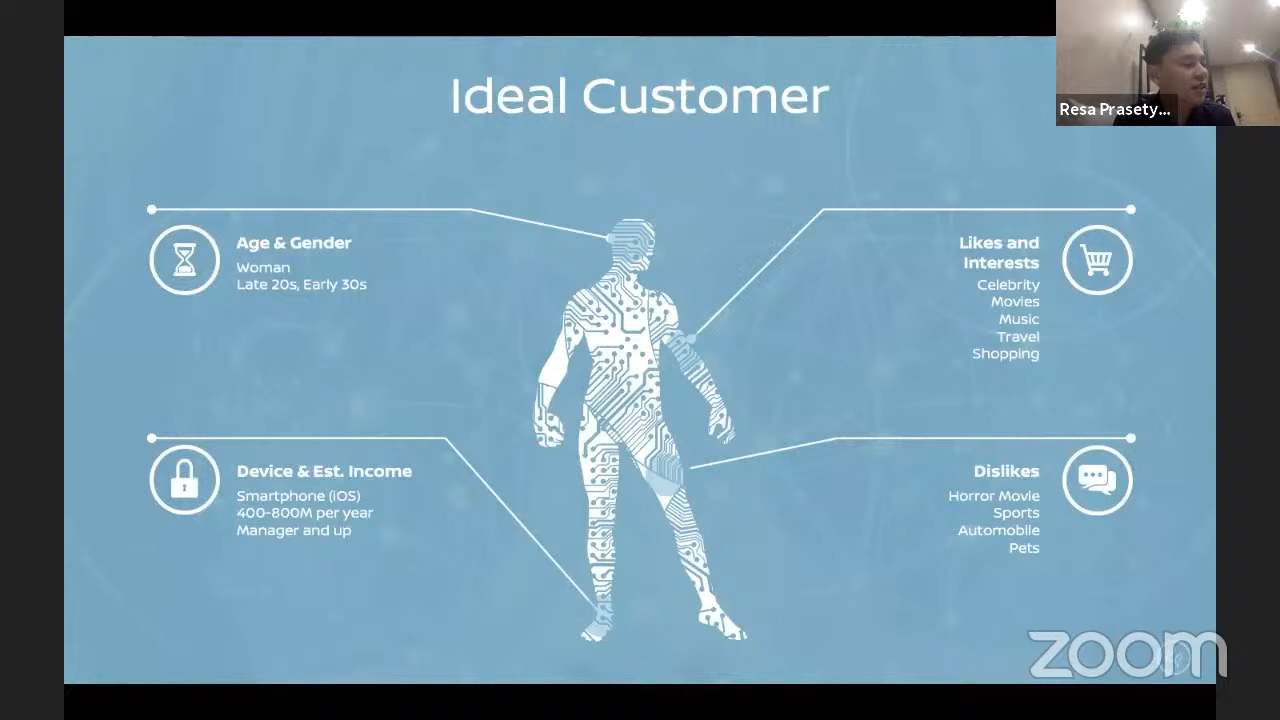 Ideal Customer
Resa Prasety...
Age & Gender
Woman
Late 20s, Early 30s
Likes and
Interests
Celebrity
Movies
Music
Travel
Shopping
Device & Est. Income
Smartphone (iOS)
400-800M per year
Manager and up
Dislikes
Horror Movie
Sports
Automobile
Pets
zoom